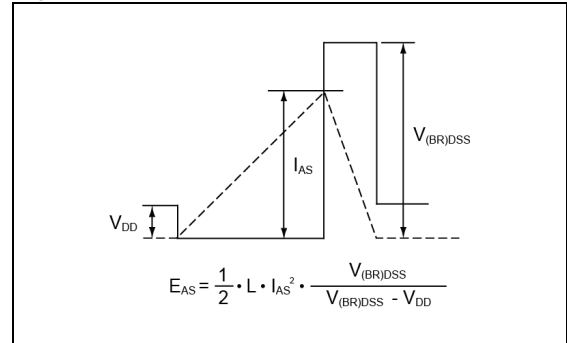 V(BR)DSS
IAS
VDD
EAS = 1/2 • L • IAS² • V(BR)DSS / (V(BR)DSS - VDD)